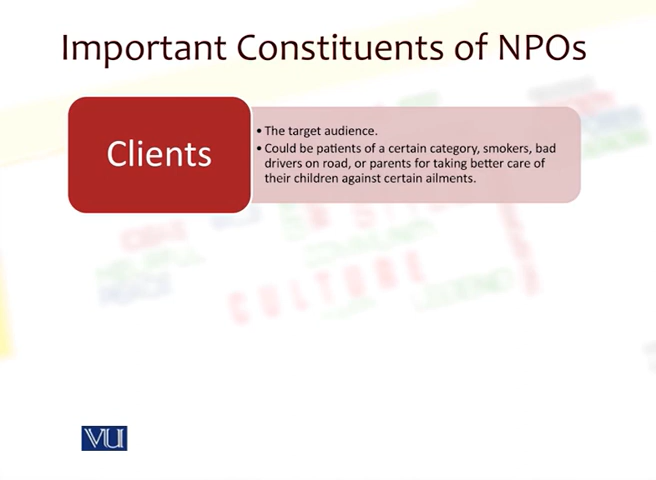 Important Constituents of NPOs
Clients
• The target audience.
• Could be patients of a certain category, smokers, bad
drivers on road, or parents for taking better care of
their children against certain ailments.
CULTURE
VU